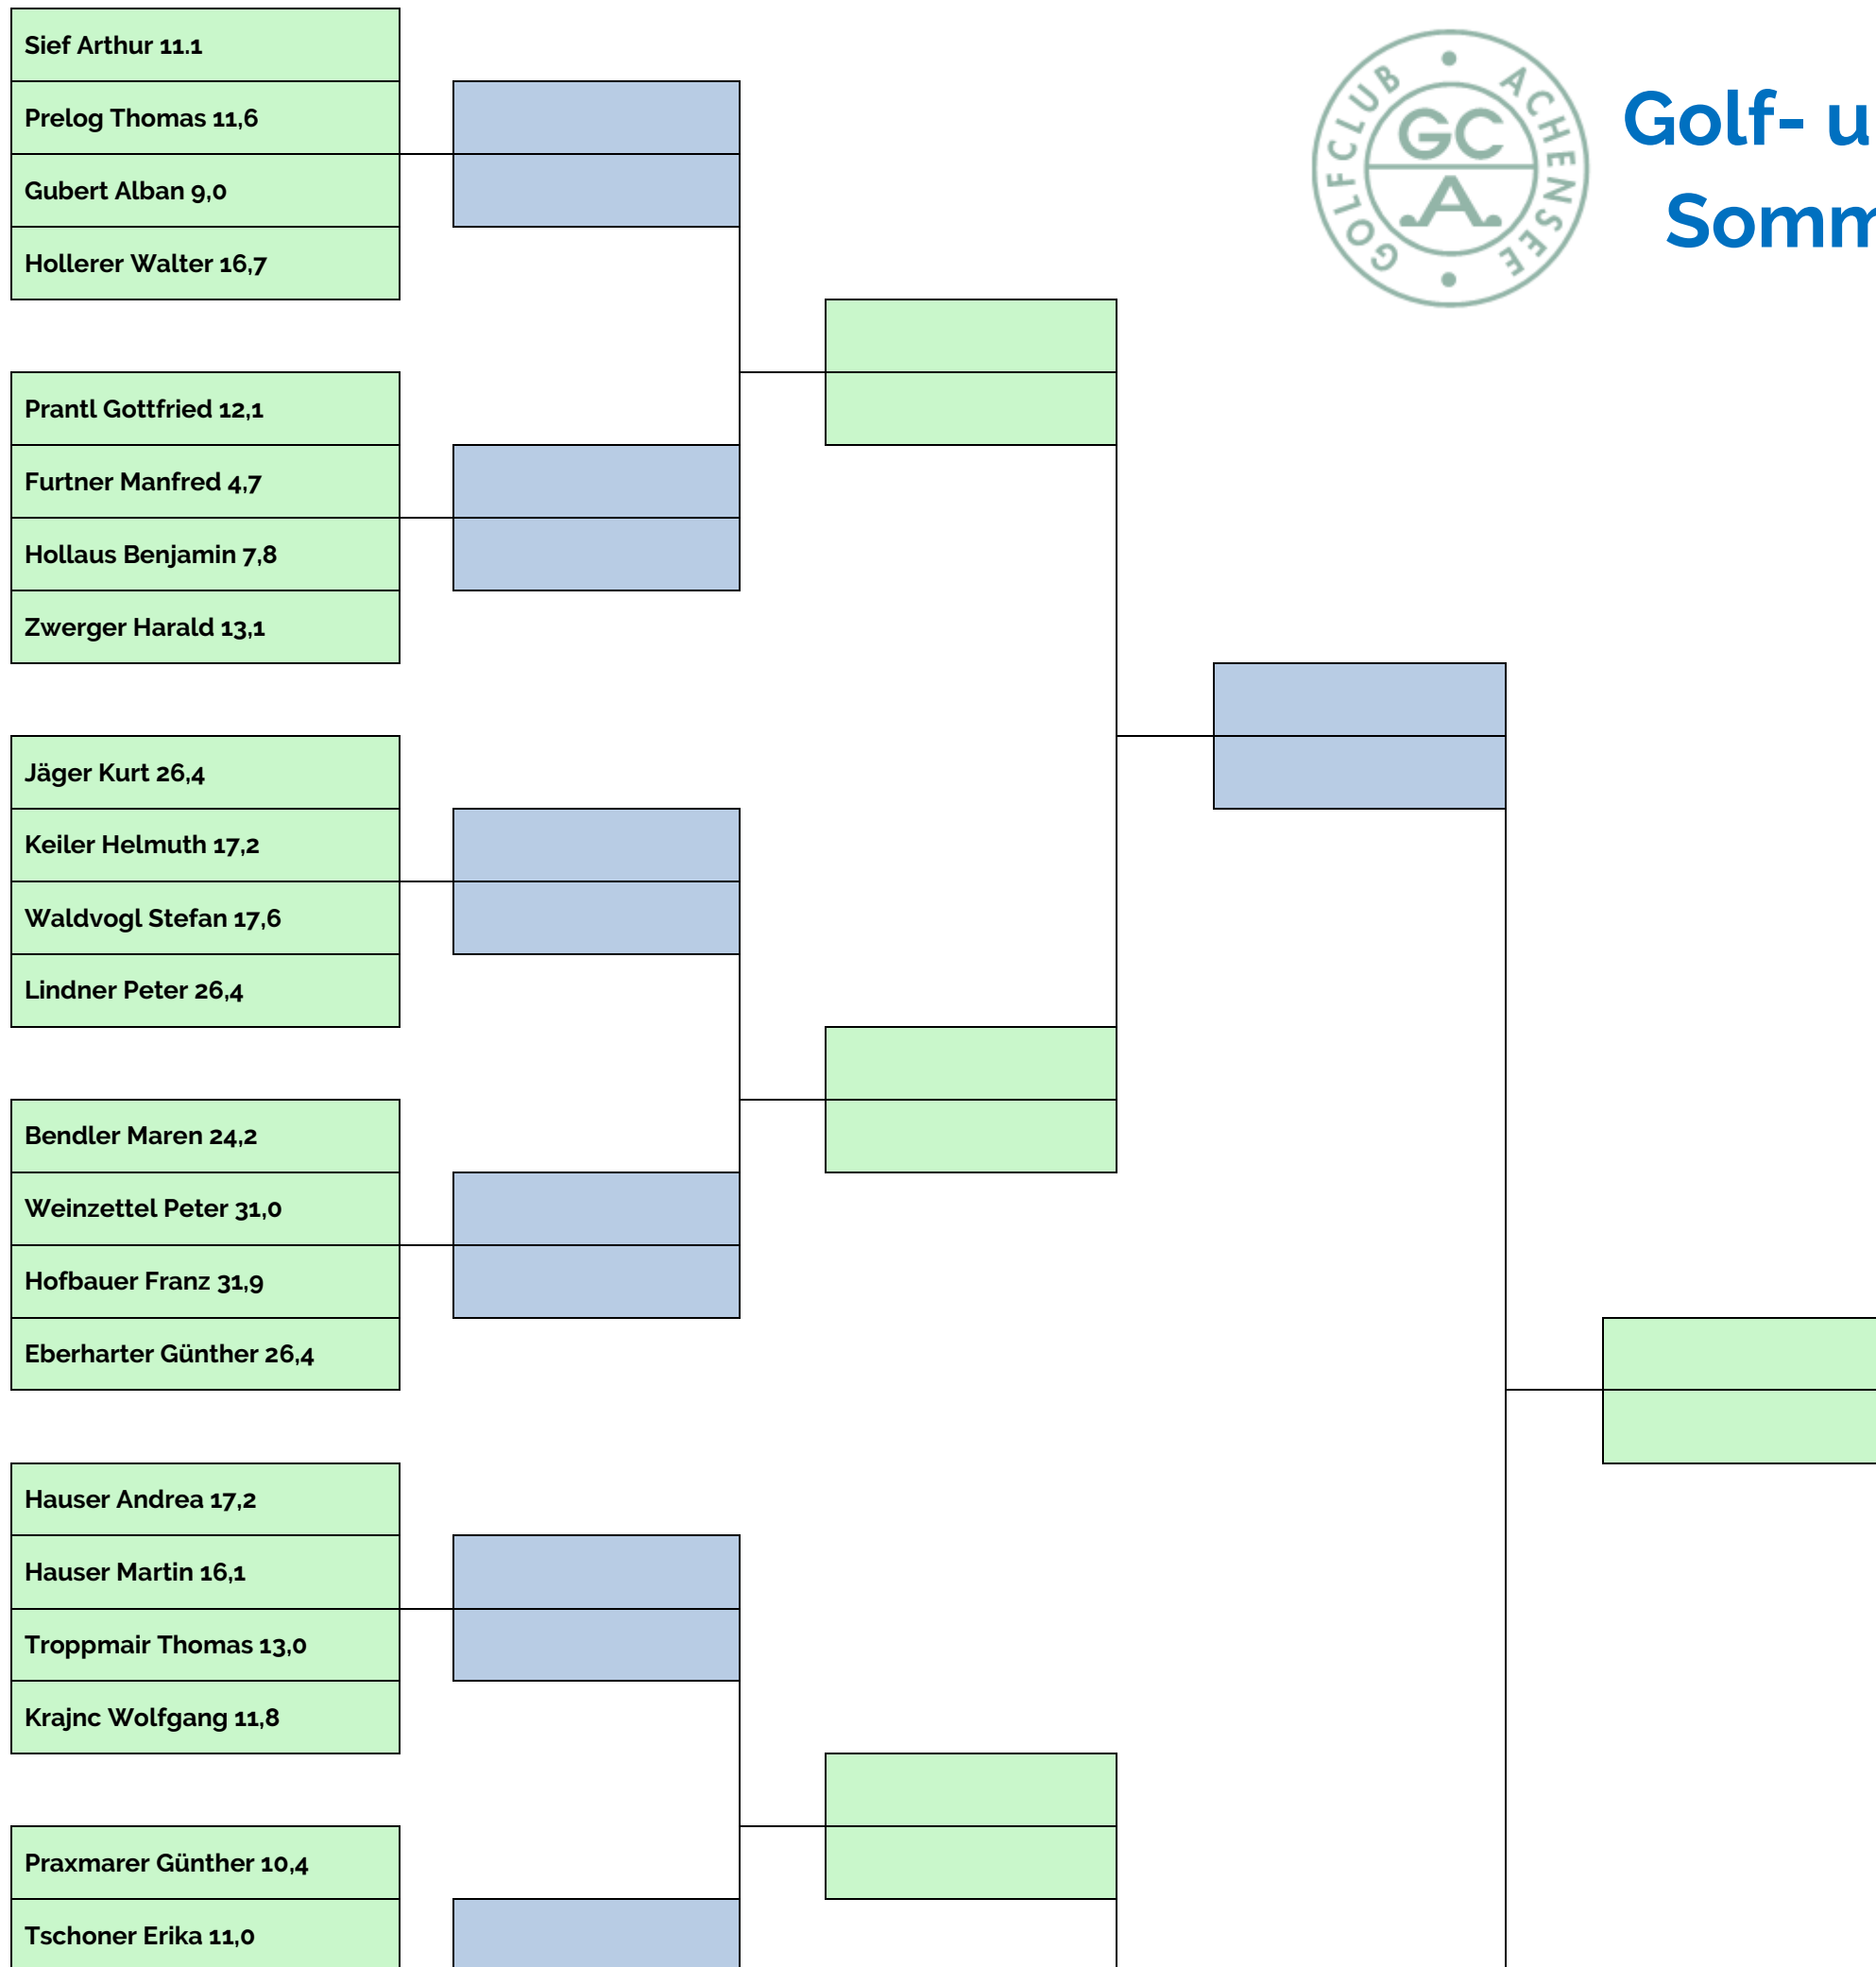 Sief Arthur 11.1
Prelog Thomas 11,6
Gubert Alban 9,0
Hollerer Walter 16,7
GOLFCLUB ACHENSEE
GC
A
Golf- u
Somm
Prantl Gottfried 12,1
Furtner Manfred 4,7
Hollaus Benjamin 7,8
Zwerger Harald 13,1
Jäger Kurt 26,4
Keiler Helmuth 17,2
Waldvogl Stefan 17,6
Lindner Peter 26,4
Bendler Maren 24,2
Weinzettel Peter 31,0
Hofbauer Franz 31,9
Eberharter Günther 26,4
Hauser Andrea 17,2
Hauser Martin 16,1
Troppmair Thomas 13,0
Krajnc Wolfgang 11,8
Praxmarer Günther 10,4
Tschoner Erika 11,0